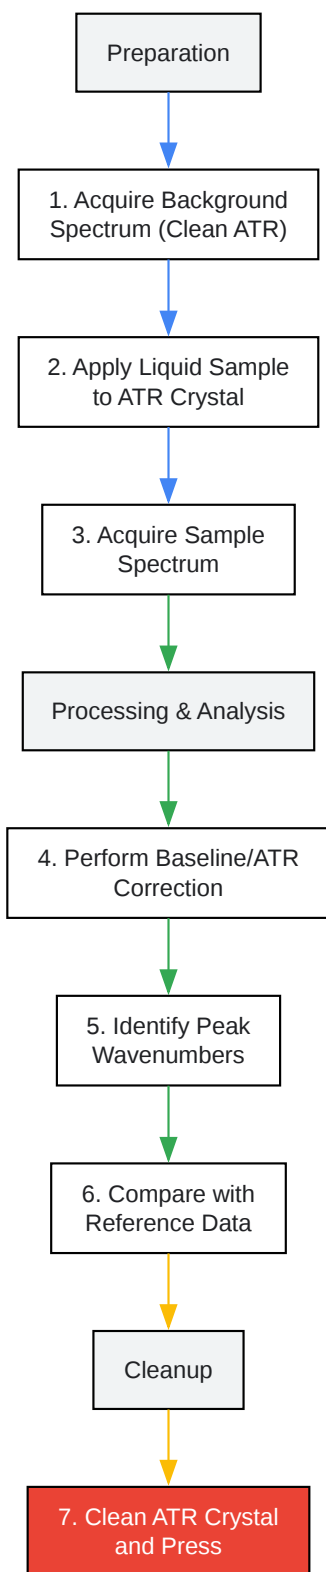 Preparation
1. Acquire Background
Spectrum (Clean ATR)
2. Apply Liquid Sample
to ATR Crystal
3. Acquire Sample
Spectrum
Processing & Analysis
4. Perform Baseline/ATR
Correction
5. Identify Peak
Wavenumbers
6. Compare with
Reference Data
Cleanup
7. Clean ATR Crystal
and Press